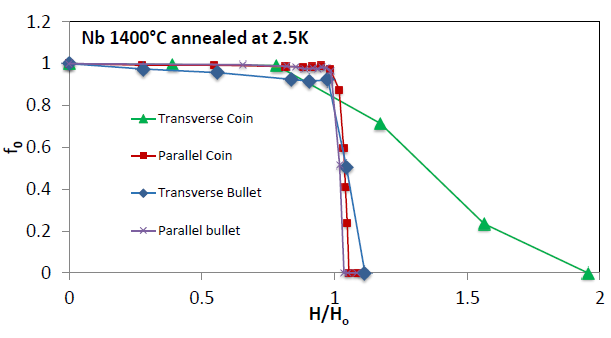 Nb 1400°C annealed at 2.5K
1.2
1
0.8
0.6
0.4
0.2
0
f₀
Transverse Coin
Parallel Coin
Transverse Bullet
Parallel bullet
0 0.5 1 1.5 2
H/Hₒ